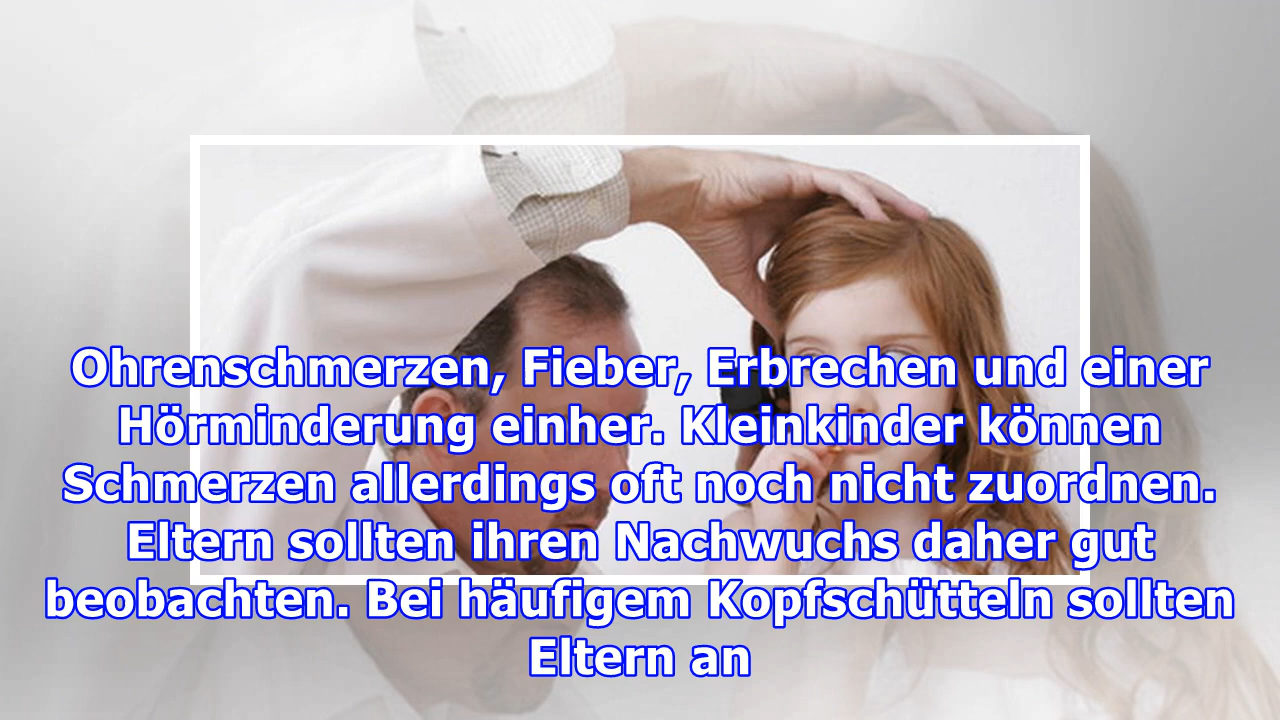 Ohrenschmerzen, Fieber, Erbrechen und einer
Hörminderung einher. Kleinkinder können
Schmerzen allerdings oft noch nicht zuordnen.
Eltern sollten ihren Nachwuchs daher gut
beobachten. Bei häufigem Kopfschütteln sollten
Eltern an